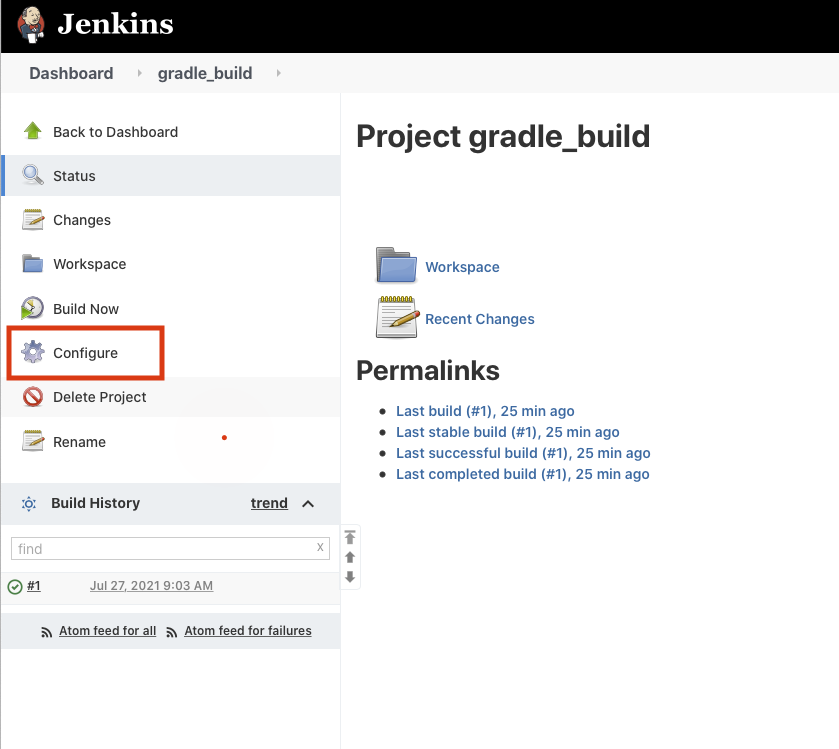 Jenkins
Dashboard
gradle_build
Back to Dashboard
Status
Changes
Workspace
Build Now
Configure
Delete Project
Rename
Build History
trend
find
X
#1
Jul 27, 2021 9:03 AM
Atom feed for all
Atom feed for failures
Project gradle_build
Workspace
Recent Changes
Permalinks
Last build (#1), 25 min ago
Last stable build (#1), 25 min ago
Last successful build (#1), 25 min ago
Last completed build (#1), 25 min ago